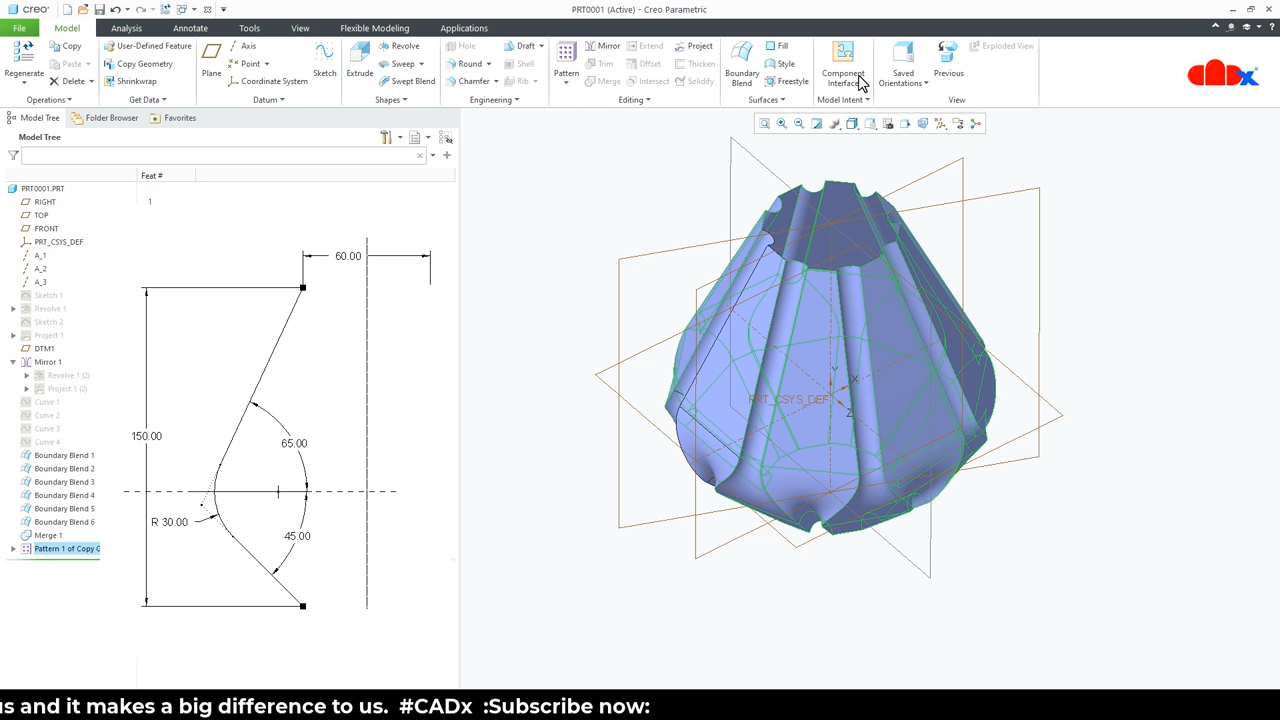 creo
PRT0001 (Active) - Creo Parametric
File Model Analysis Annotate Tools View Flexible Modeling Applications
Regenerate
Copy
Paste
Delete
Operations
User-Defined Feature
Copy Geometry
Shrinkwrap
Get Data
Plane
Axis
Point
Coordinate System
Sketch
Datum
Extrude
Revolve
Sweep
Swept Blend
Shapes
Hole
Round
Chamfer
Draft
Shell
Rib
Engineering
Pattern
Mirror
Trim
Merge
Extend
Offset
Intersect
Project
Thicken
Solidify
Editing
Boundary
Blend
Fill
Style
Freestyle
Surfaces
Component
Interface
Model Intent
Saved
Orientations
Previous
Exploded View
View
CADX
Model Tree Folder Browser Favorites
Model Tree
Feat #
PRT0001.PRT
RIGHT 1
TOP
FRONT
PRT_CSYS_DEF
A_1
A_2
A_3
Sketch 1
Revolve 1
Sketch 2
Project 1
DTM1
Mirror 1
Revolve 1 (2)
Project 1 (2)
Curve 1
Curve 2
Curve 3
Curve 4
Boundary Blend 1
Boundary Blend 2
Boundary Blend 3
Boundary Blend 4
Boundary Blend 5
Boundary Blend 6
Merge 1
Pattern 1 of Copy G
60.00
150.00
65.00
R 30.00
45.00
Y
X
PRT_CSYS_DEF
Z
us and it makes a big difference to us. #CADx :Subscribe now: